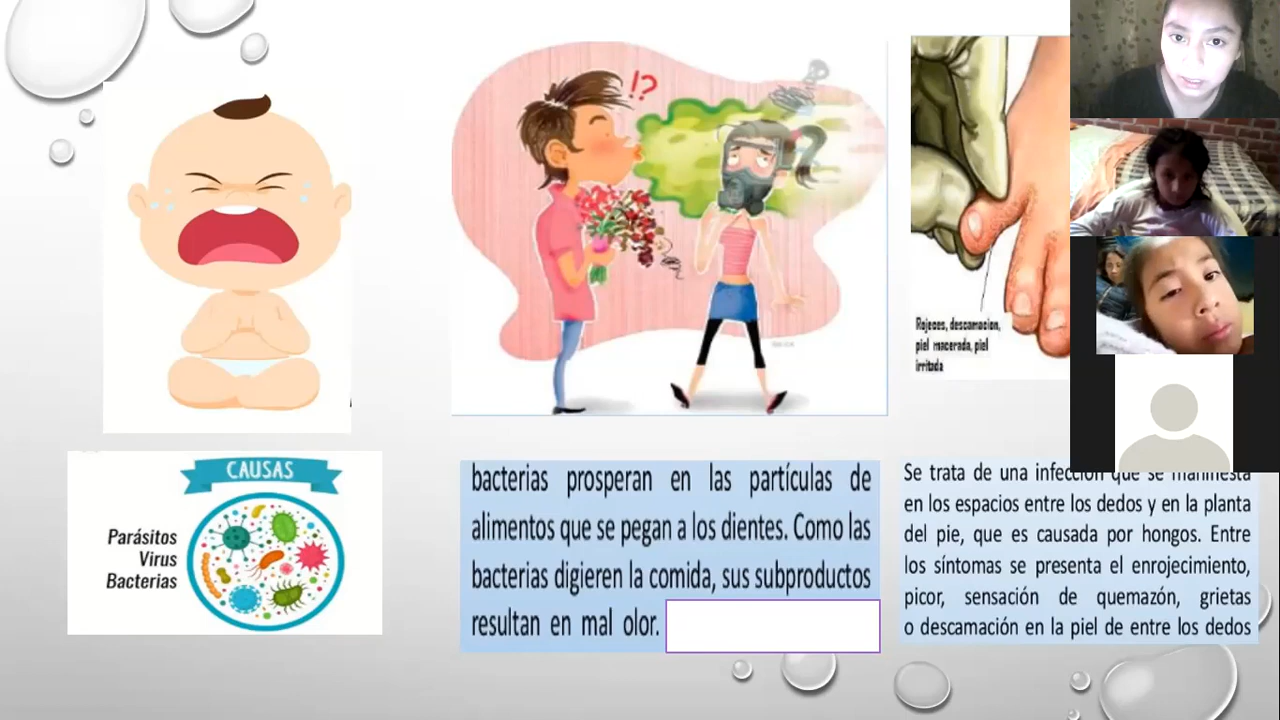 !?
Rojeces, descamacion,
piel macerada, piel
irritada
CAUSAS
Parásitos
Virus
Bacterias
bacterias prosperan en las partículas de
alimentos que se pegan a los dientes. Como las
bacterias digieren la comida, sus subproductos
resultan en mal olor.
Se trata de una infección que se manifiesta
en los espacios entre los dedos y en la planta
del pie, que es causada por hongos. Entre
los síntomas se presenta el enrojecimiento,
picor, sensación de quemazón, grietas
o descamación en la piel de entre los dedos